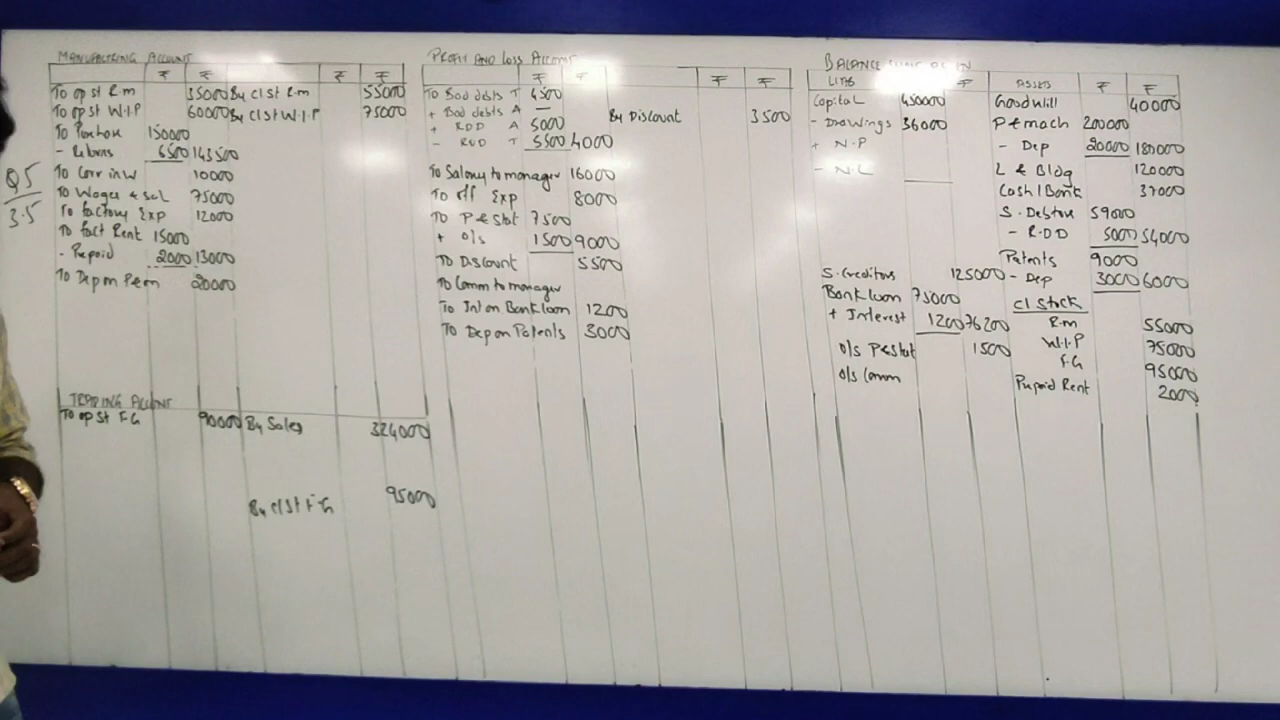 Q5
3.5
MANUFACTRING ACCOUNT
₹ ₹ ₹ ₹
To op st R.m 35000 By Cl St R.m 55000
To op st W.I.P 60000 By Cl St W.I.P 75000
To Purchase 150000
- Returns 6500 143500
To Carr inw 10000
To Wages & sal 75000
To factory Exp 12000
To fact Rent 15000
- Prepaid 2000 13000
To Dep on P & m 20000
TRADING ACCOUNT
To op St F.G 90000 By Sales 324000
By Cl St F.G 95000
PROFIT AND LOSS ACCOUNT
₹ ₹ ₹ ₹
To Bad debts T 4500
+ Bad debts A —
+ RDD A 5000
- RDD T 5500 4000
By Discount 3500
To Salary to manager 16000
To off Exp 8000
To P & Stat 7500
+ O/s 1500 9000
To Discount 5500
To Comm to manager
To Int on Bank loan 1200
To Dep on Patents 3000
BALANCE SHEET AS IN
LITBS ₹ ASSETS ₹ ₹
Capital 450000 Goodwill 40000
- Drawings 36000 P & mach 200000
+ N.P - Dep 20000 180000
- N.L L & Bldg 120000
Cash / Bank 37000
S. Debtors 59000
- R.D.D 5000 54000
Patents 9000
S. Creditors 125000 - Dep 3000 6000
Bank loan 75000 Cl Stock
+ Interest 1200 76200 R.m 55000
O/s P & Stat 1500 W.I.P 75000
F.G 95000
O/s Comm Prepaid Rent 2000